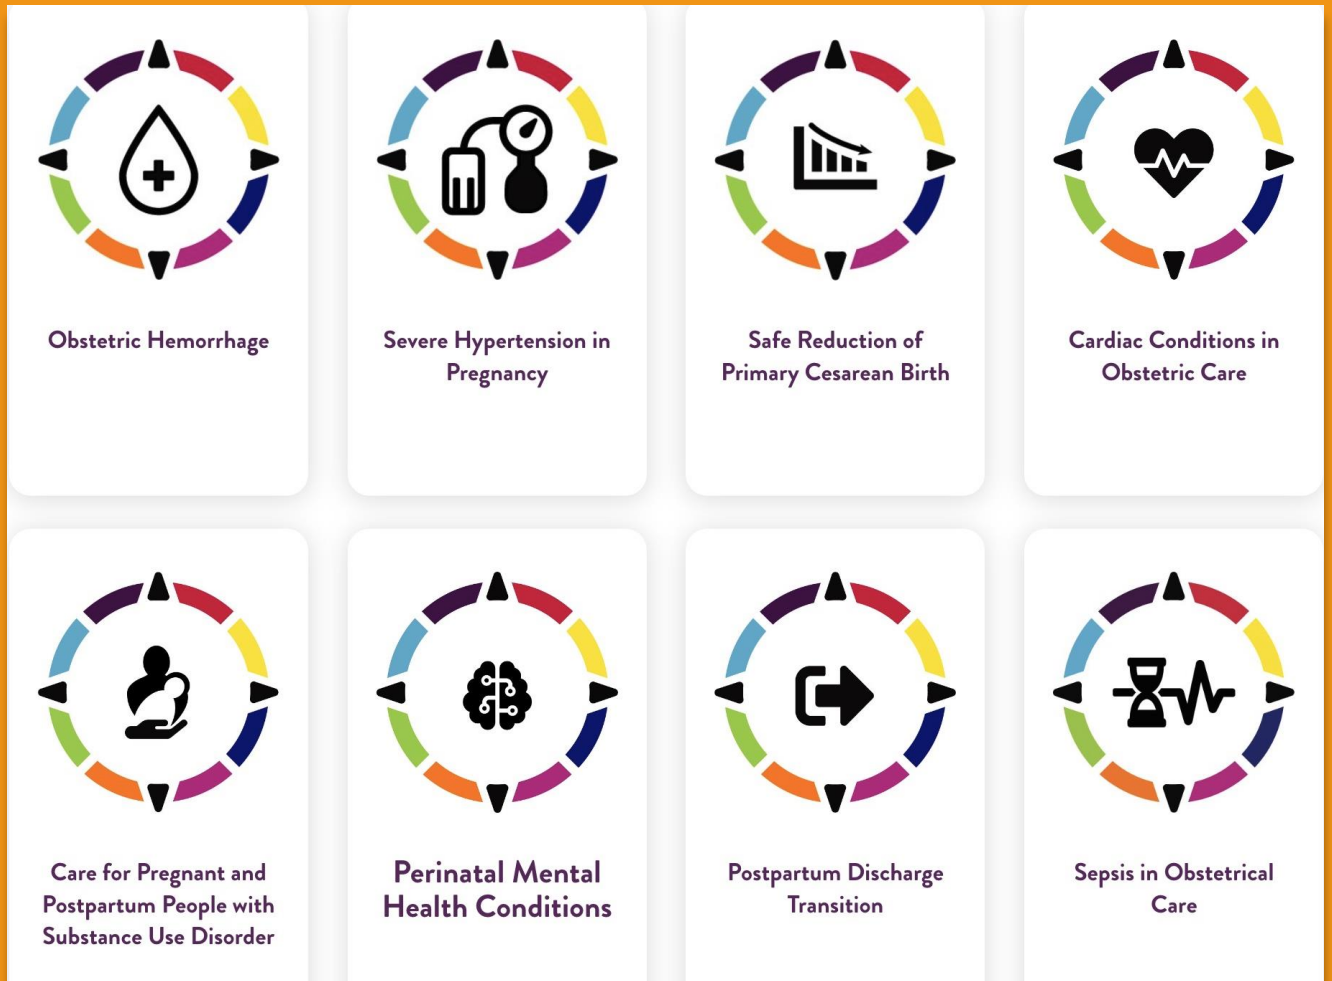 Obstetric Hemorrhage
Severe Hypertension in
Pregnancy
Safe Reduction of
Primary Cesarean Birth
Cardiac Conditions in
Obstetric Care
Care for Pregnant and
Postpartum People with
Substance Use Disorder
Perinatal Mental
Health Conditions
Postpartum Discharge
Transition
Sepsis in Obstetrical
Care